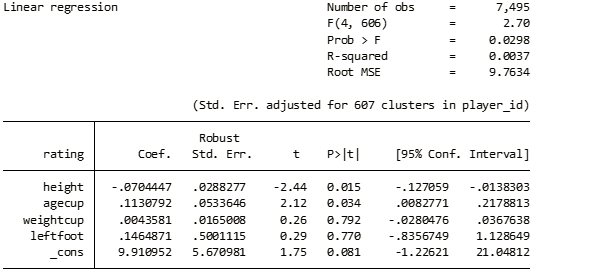 Linear regression Number of obs = 7,495
F(4, 606) = 2.70
Prob > F = 0.0298
R-squared = 0.0037
Root MSE = 9.7634
(Std. Err. adjusted for 607 clusters in player_id)
Robust
rating Coef. Std. Err. t P>|t| [95% Conf. Interval]
height -.0704447 .0288277 -2.44 0.015 -.127059 -.0138303
agecup .1130792 .0533646 2.12 0.034 .0082771 .2178813
weightcup .0043581 .0165008 0.26 0.792 -.0280476 .0367638
leftfoot .1464871 .5001115 0.29 0.770 -.8356749 1.128649
_cons 9.910952 5.670981 1.75 0.081 -1.22621 21.04812